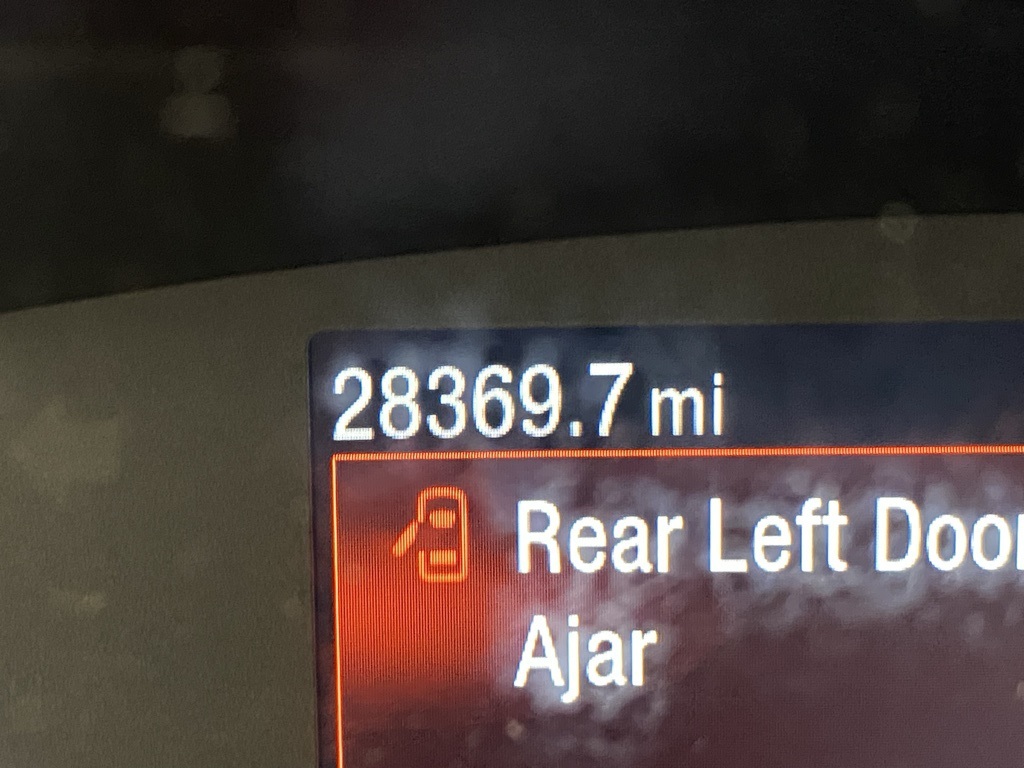 28369.7 mi
Rear Left Door
Ajar